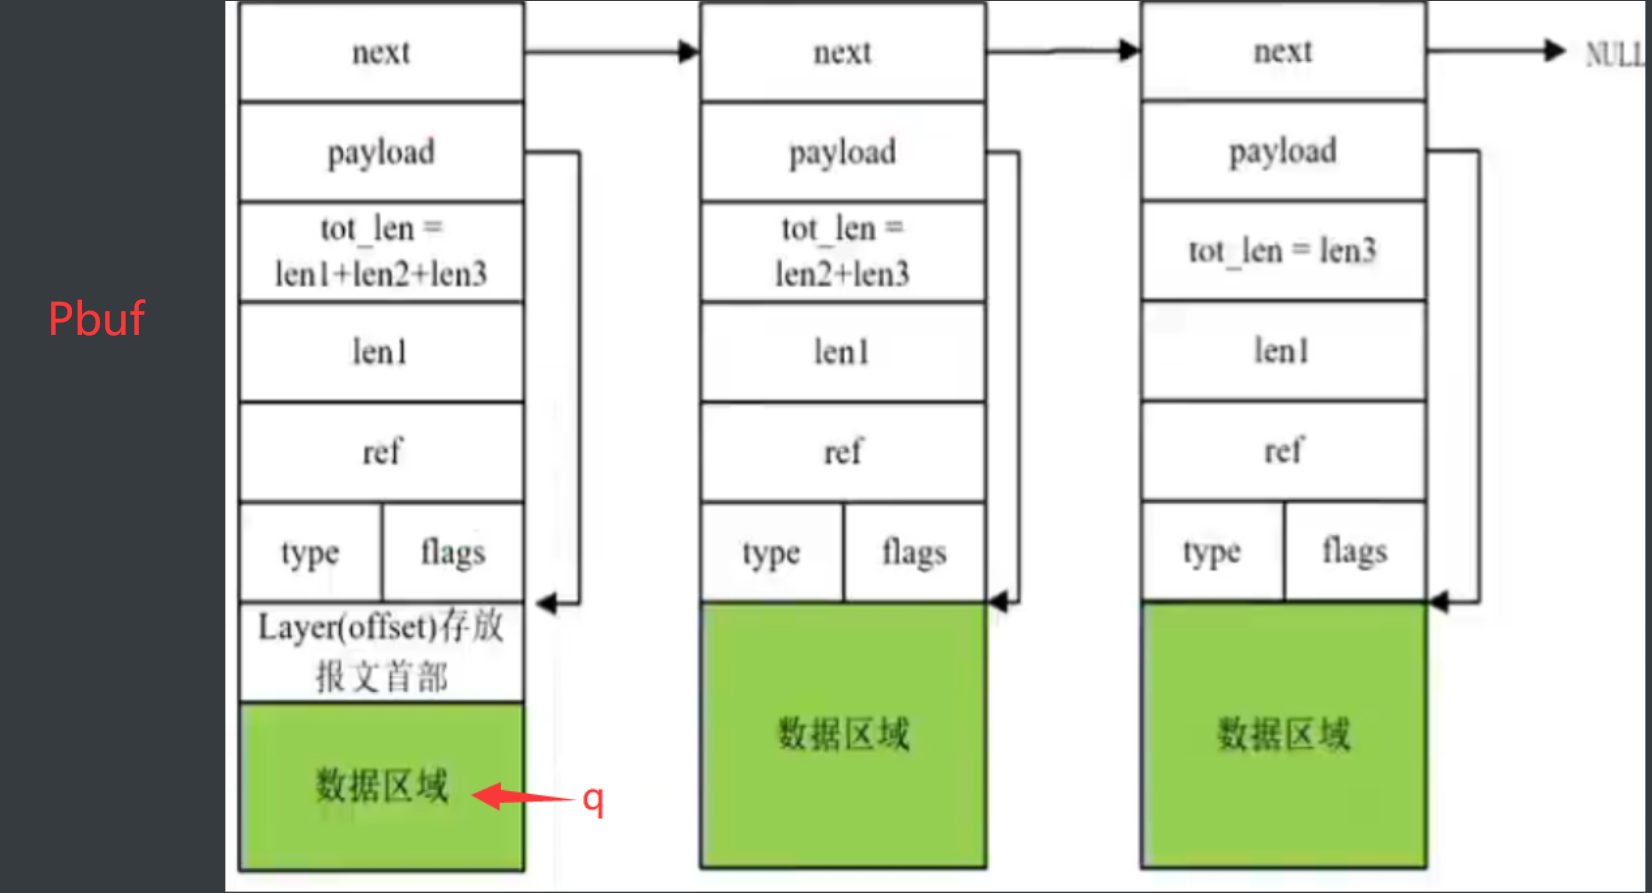 Pbuf
next
next
next
NULL
payload
payload
payload
tot_len =
len1+len2+len3
tot_len =
len2+len3
tot_len = len3
len1
len1
len1
ref
ref
ref
type
flags
type
flags
type
flags
Layer(offset)存放
报文首部
数据区域
数据区域
数据区域
q